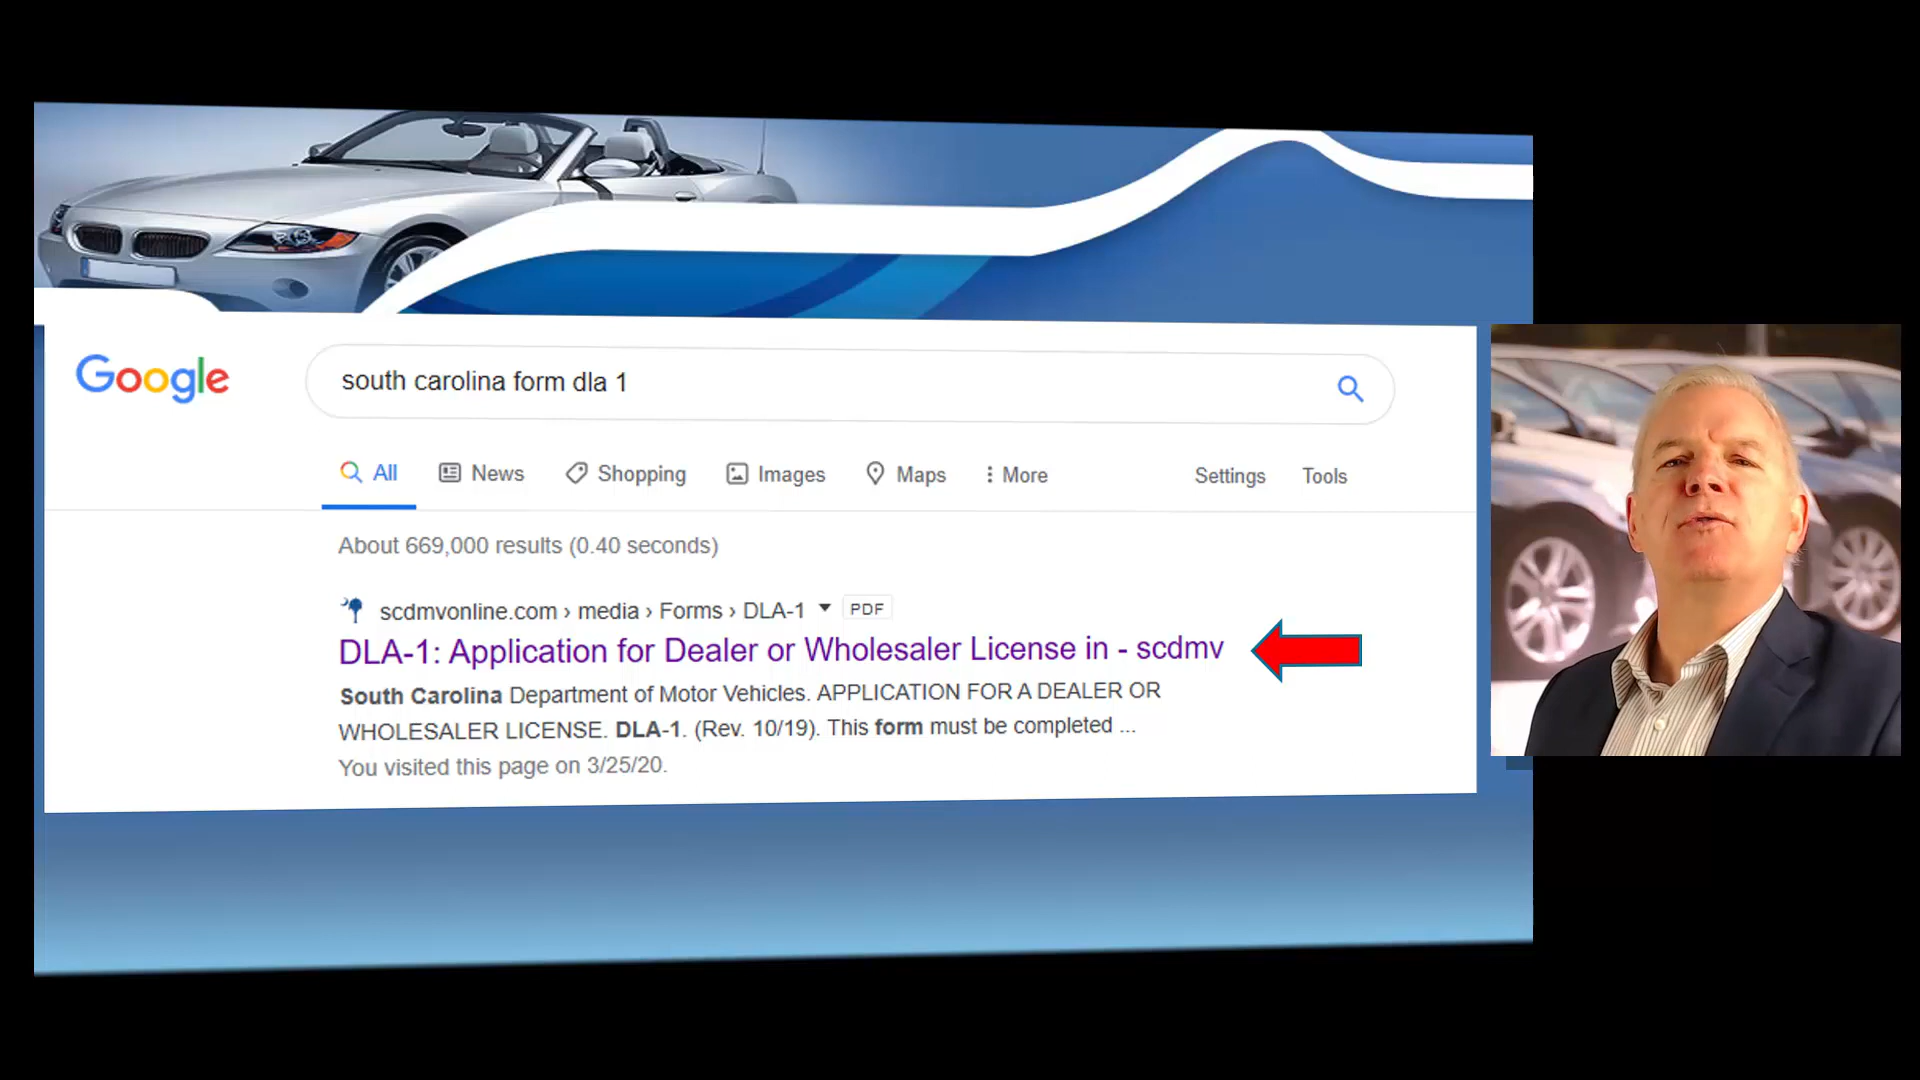 Google
south carolina form dla 1
All News Shopping Images Maps More Settings Tools
About 669,000 results (0.40 seconds)
scdmvonline.com › media › Forms › DLA-1 PDF
DLA-1: Application for Dealer or Wholesaler License in - scdmv
South Carolina Department of Motor Vehicles. APPLICATION FOR A DEALER OR
WHOLESALER LICENSE. DLA-1. (Rev. 10/19). This form must be completed ...
You visited this page on 3/25/20.